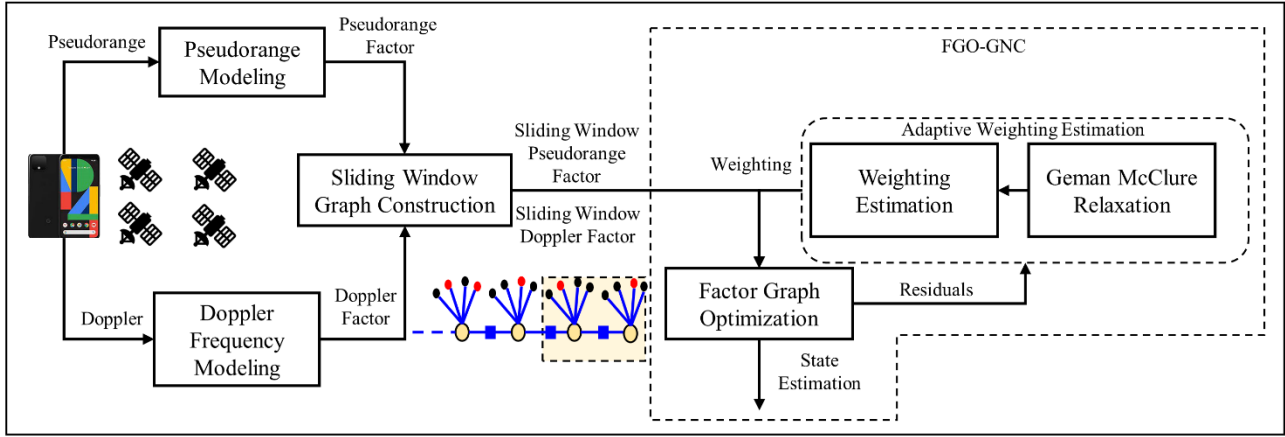 Pseudorange
Pseudorange
Modeling
Pseudorange
Factor
FGO-GNC
Sliding Window
Graph Construction
Sliding Window
Pseudorange
Factor
Sliding Window
Doppler Factor
Weighting
Adaptive Weighting Estimation
Weighting
Estimation
Geman McClure
Relaxation
Doppler
Doppler
Frequency
Modeling
Doppler
Factor
Factor Graph
Optimization
Residuals
State
Estimation